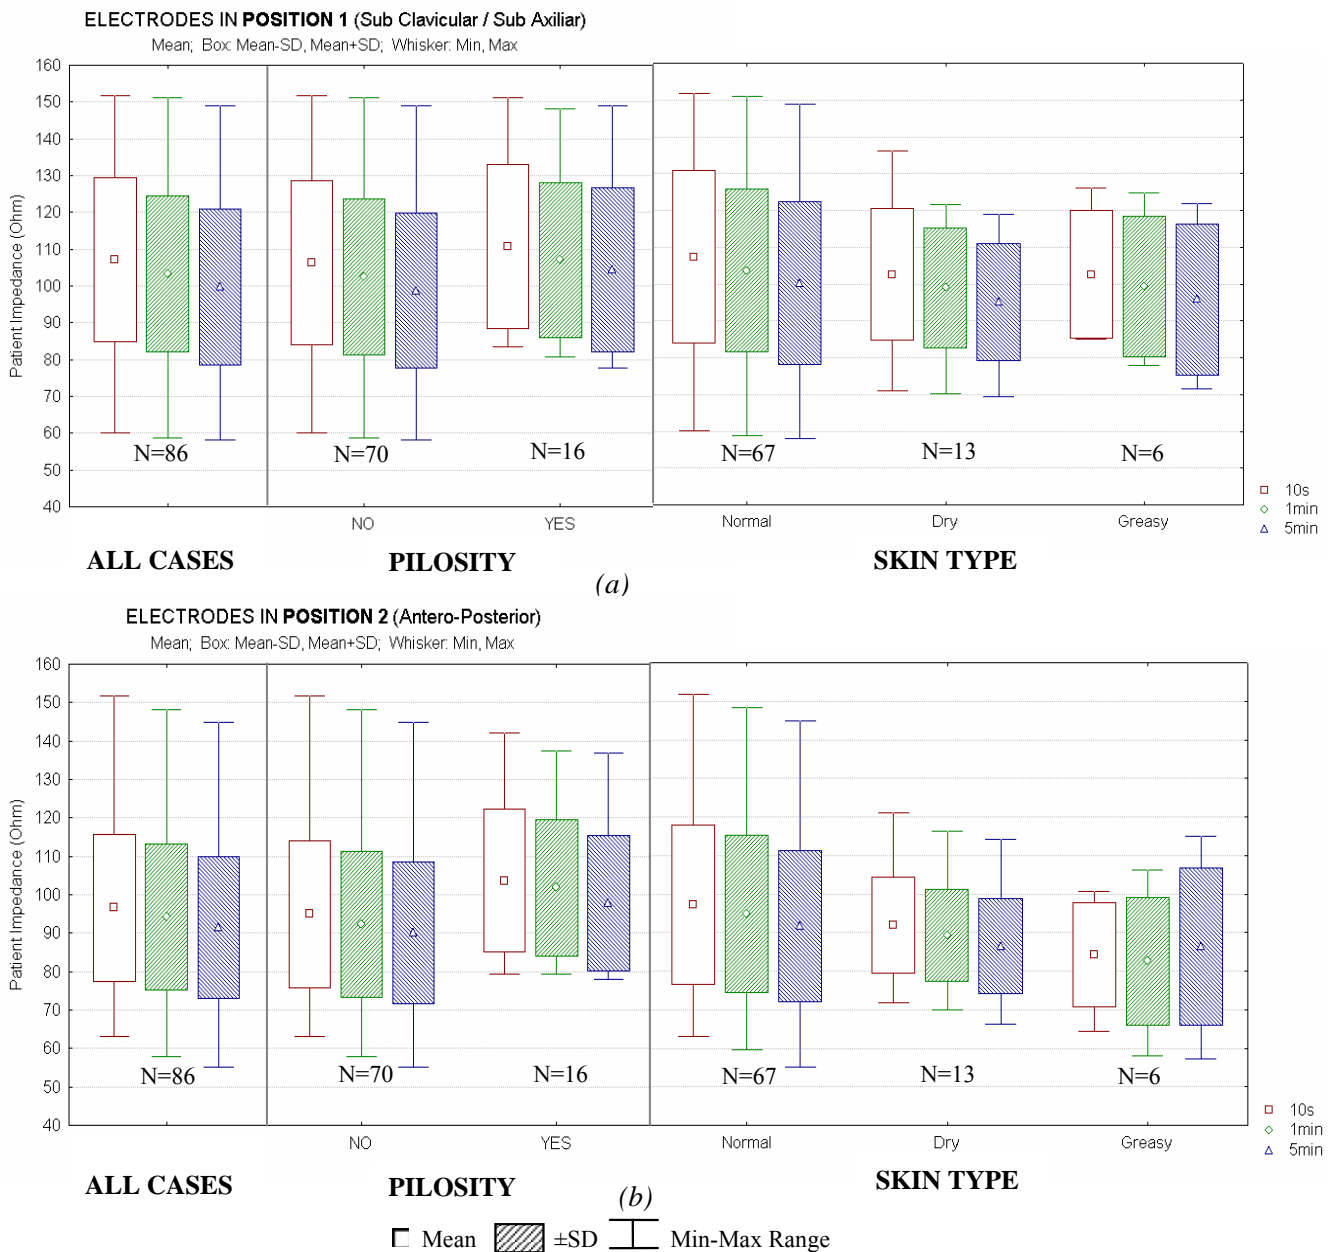 ELECTRODES IN POSITION 1 (Sub Clavicular / Sub Axiliar)
Mean; Box: Mean-SD, Mean+SD; Whisker: Min, Max
Patient Impedance (Ohm)
160
150
140
130
120
110
100
90
80
70
60
50
40
N=86
N=70
N=16
N=67
N=13
N=6
NO
YES
Normal
Dry
Greasy
10s
1min
5min
ALL CASES
PILOSITY
SKIN TYPE
(a)
ELECTRODES IN POSITION 2 (Antero-Posterior)
Mean; Box: Mean-SD, Mean+SD; Whisker: Min, Max
Patient Impedance (Ohm)
160
150
140
130
120
110
100
90
80
70
60
50
40
N=86
N=70
N=16
N=67
N=13
N=6
NO
YES
Normal
Dry
Greasy
10s
1min
5min
ALL CASES
PILOSITY
SKIN TYPE
(b)
Mean ±SD Min-Max Range